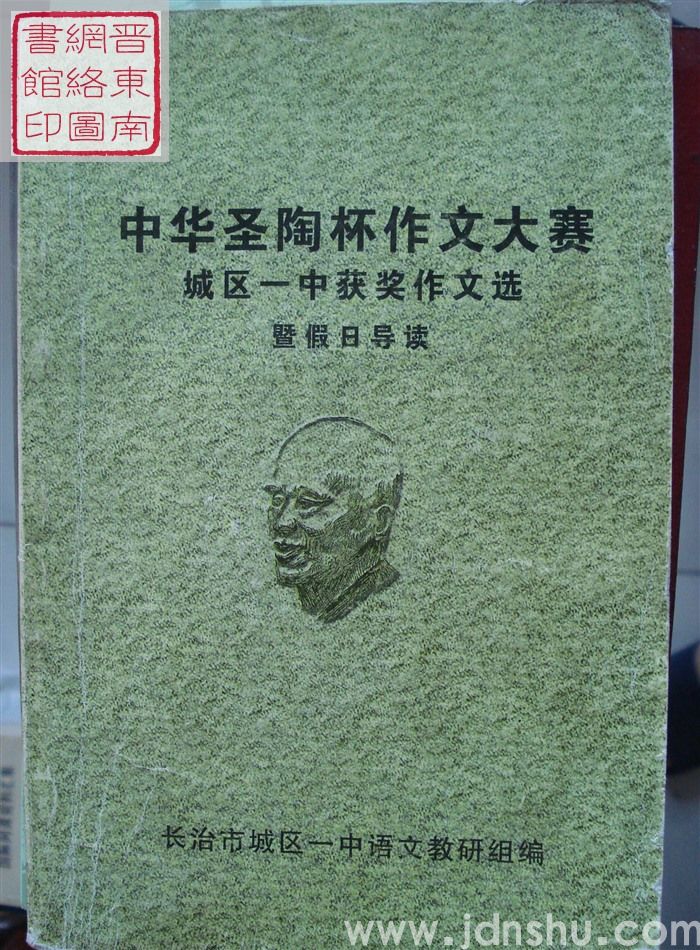 晋東南
網絡圖
書館印
中华圣陶杯作文大赛
城区一中获奖作文选
暨假日导读
长治市城区一中语文教研组编
www.jdnshu.com